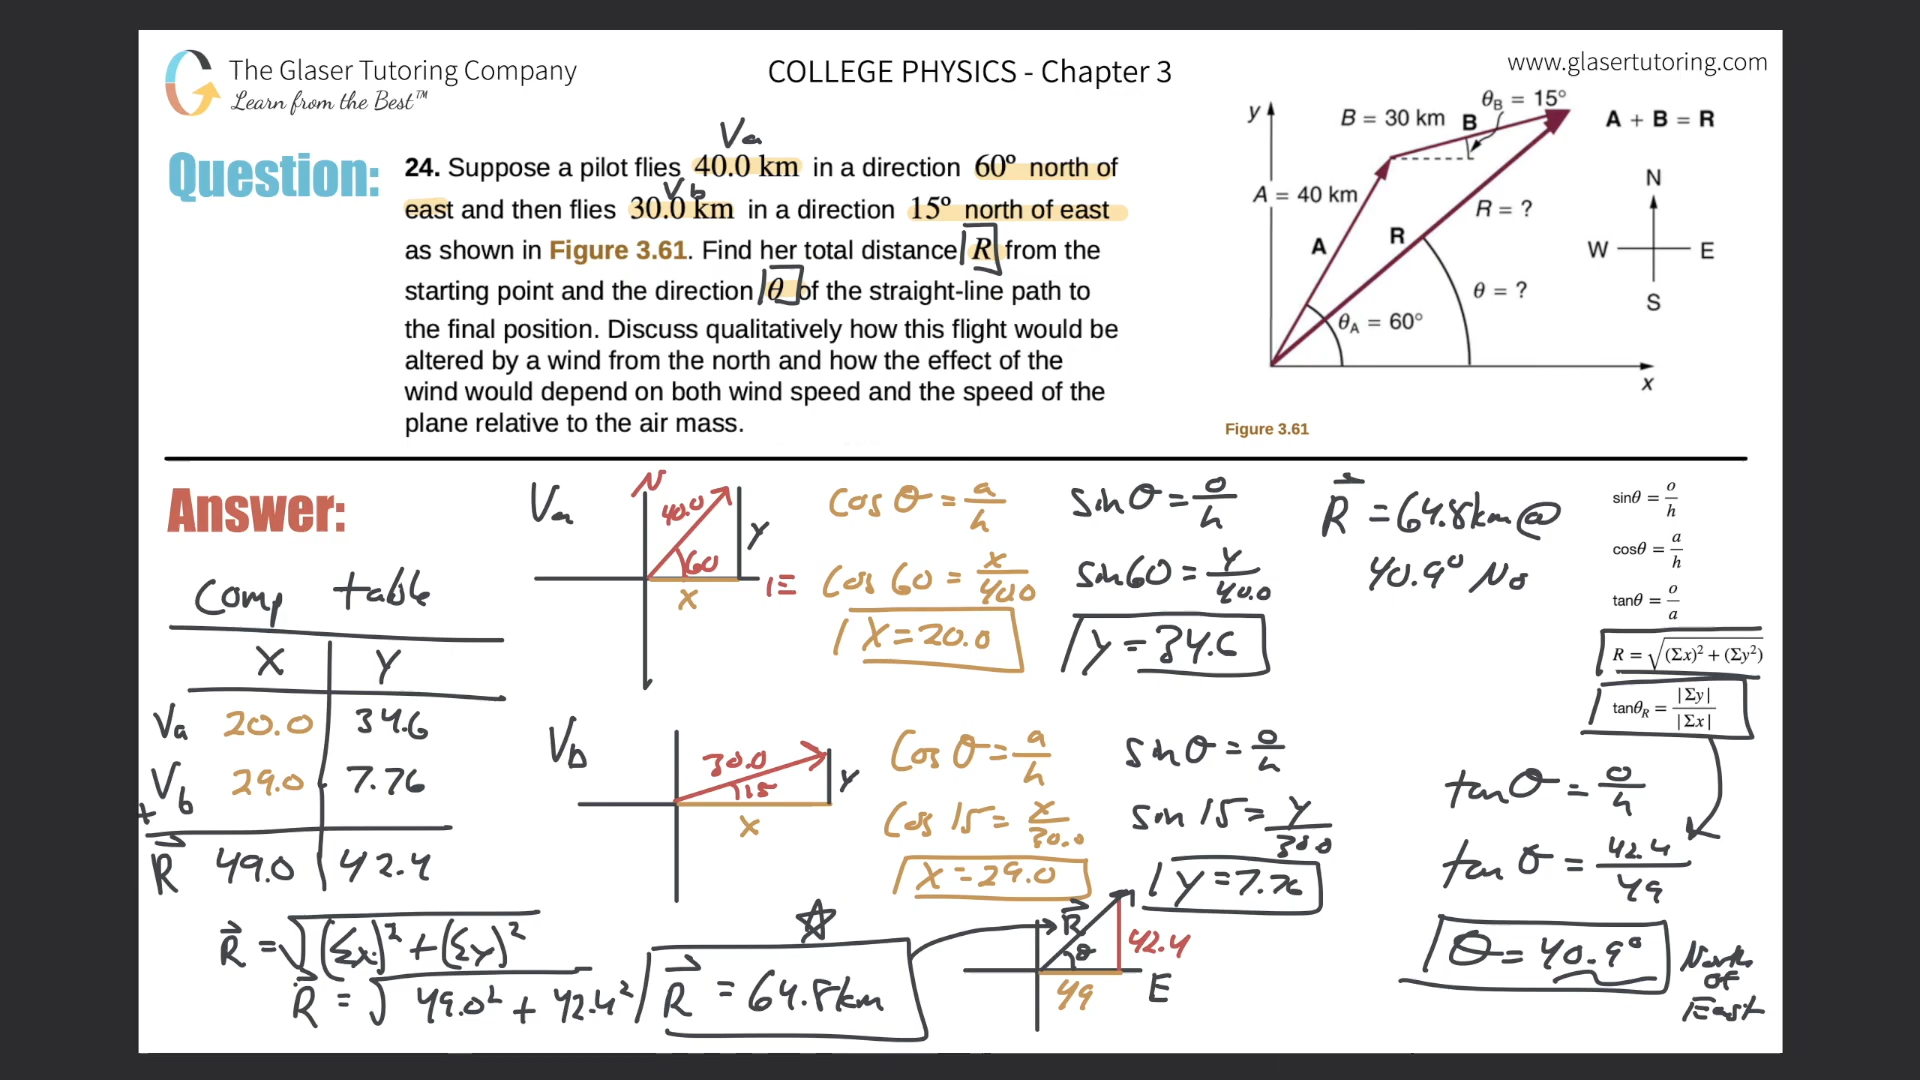 The Glaser Tutoring Company
Learn from the Best™
COLLEGE PHYSICS - Chapter 3
www.glasertutoring.com
Question:
Va
24. Suppose a pilot flies 40.0 km in a direction 60º north of
Vb
east and then flies 30.0 km in a direction 15º north of east
as shown in Figure 3.61. Find her total distance R from the
starting point and the direction θ of the straight-line path to
the final position. Discuss qualitatively how this flight would be
altered by a wind from the north and how the effect of the
wind would depend on both wind speed and the speed of the
plane relative to the air mass.
y
B = 30 km B
θB = 15°
A + B = R
A = 40 km
A
R
R = ?
θ = ?
θA = 60°
x
N
W E
S
Figure 3.61
Answer:
Comp table
X Y
Va 20.0 34.6
+ Vb 29.0 7.76
R 49.0 42.4
R = √(Σx)² + (Σy)²
R = √49.0² + 42.4²
R = 64.8km
Va
N
40.0
60
Y
X
E
cos θ = a/h
cos 60 = x/40.0
X = 20.0
sin θ = o/h
sin 60 = Y/40.0
Y = 34.6
Vb
30.0
15
Y
X
cos θ = a/h
cos 15 = x/30.0
X = 29.0
sin θ = o/h
sin 15 = Y/30.0
Y = 7.76
R
θ
42.4
49
E
R = 64.8km @
40.9° No
sinθ = o/h
cosθ = a/h
tanθ = o/a
R = √(Σx)² + (Σy²)
tanθR = |Σy|/|Σx|
tan θ = o/h
tan θ = 42.4/49
θ = 40.9°
North
of
East